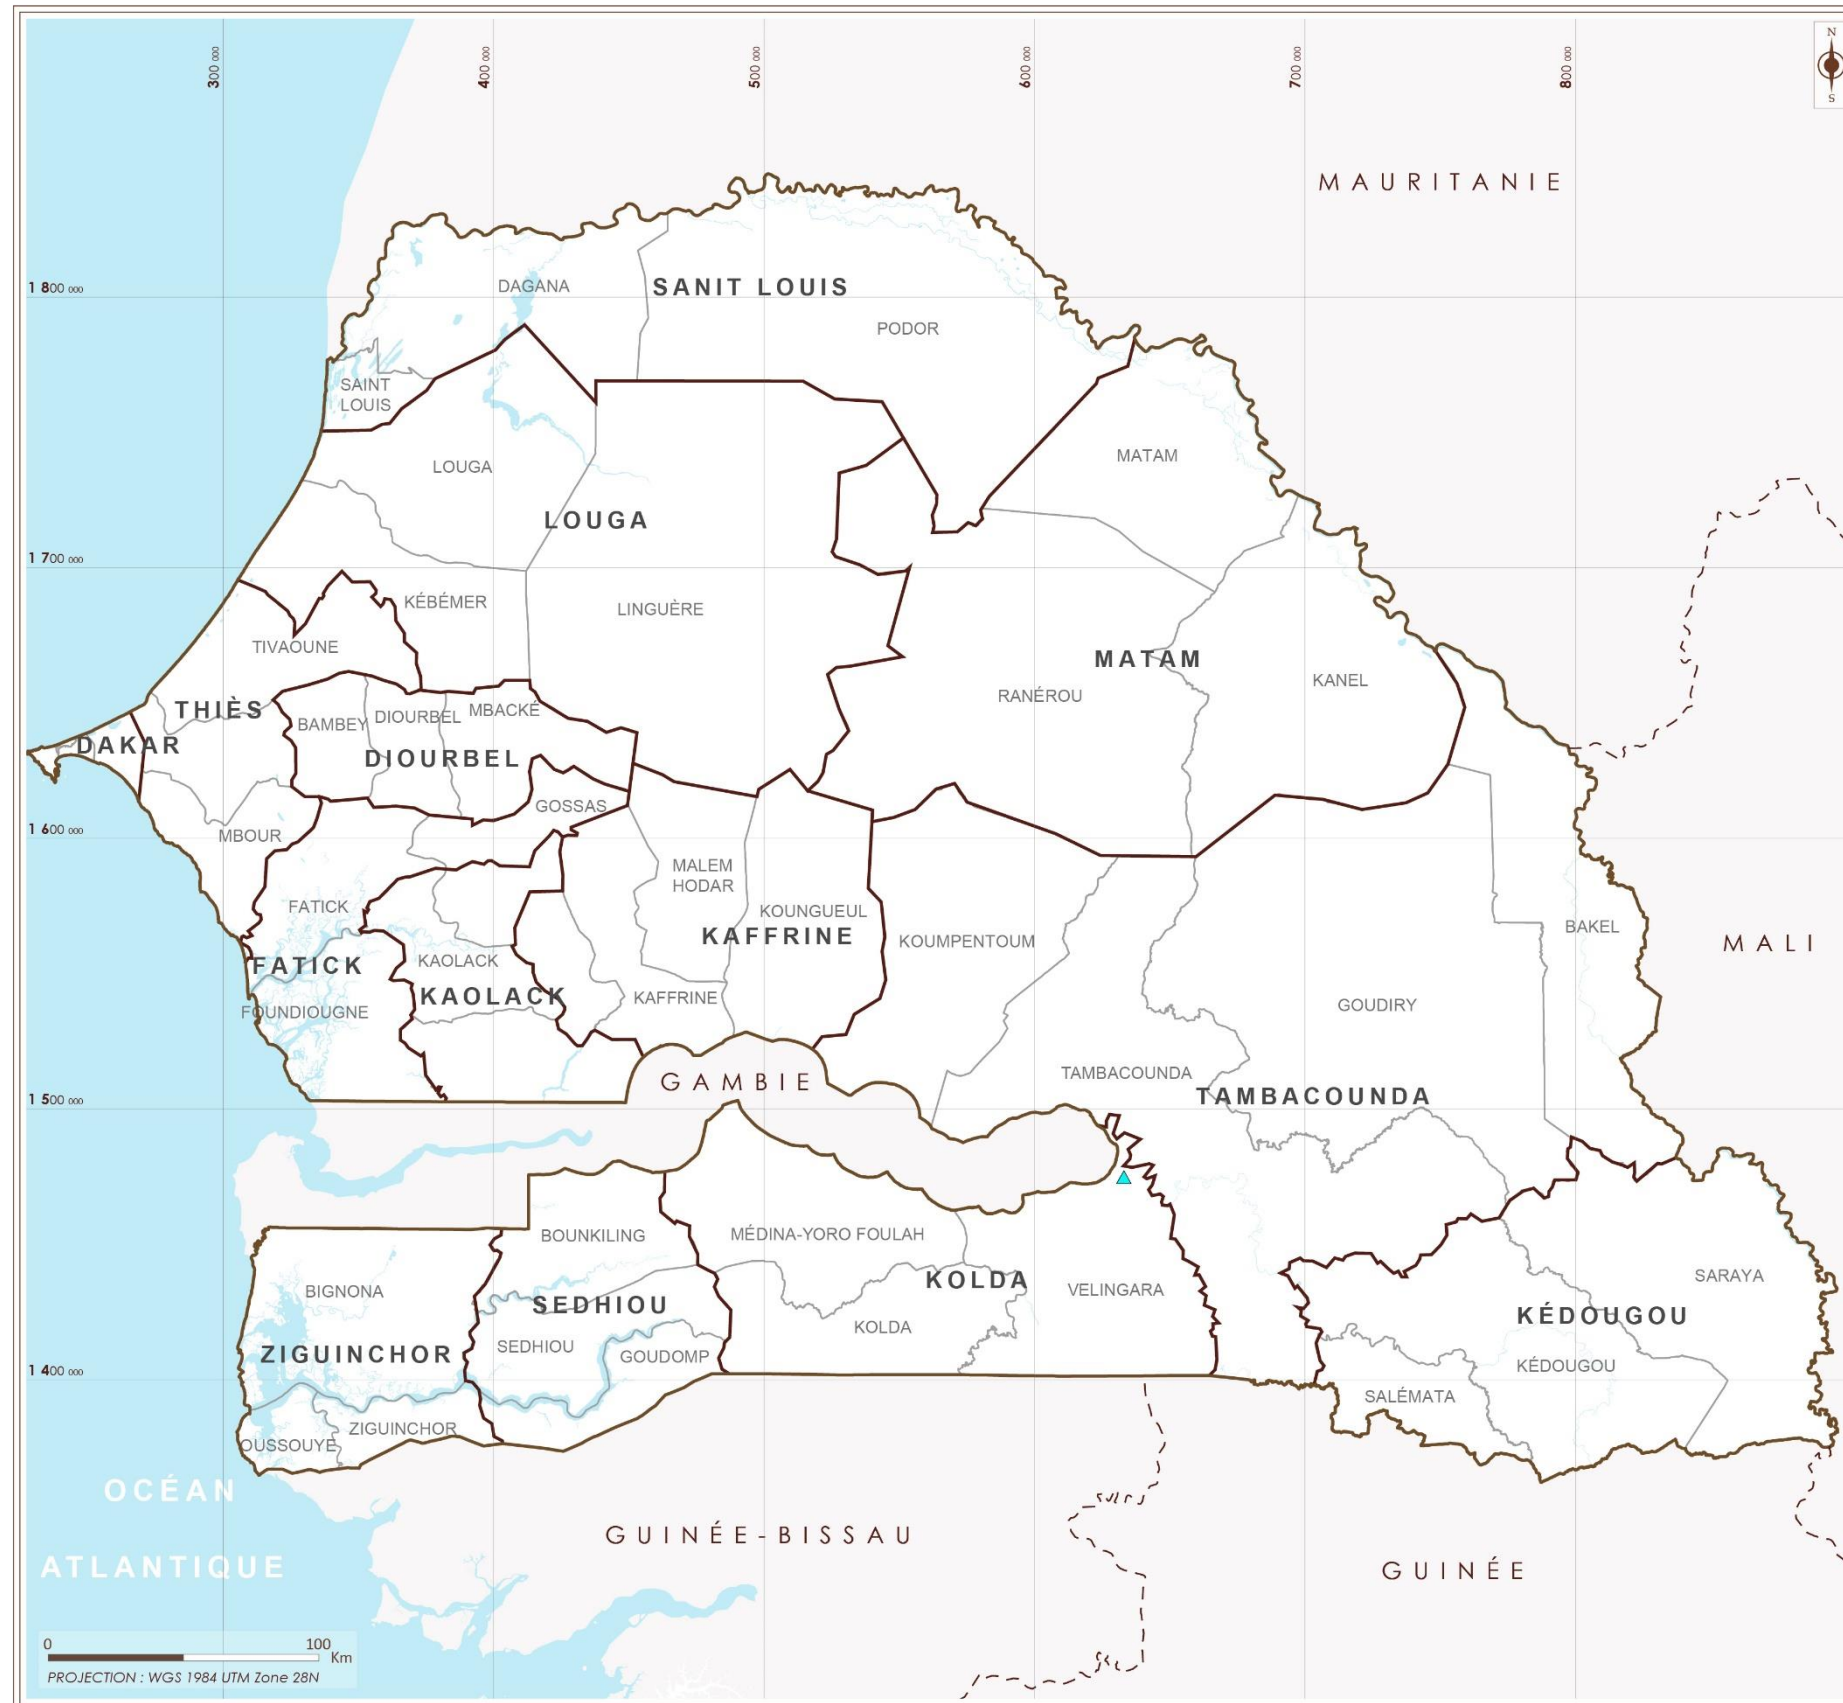 300 000
400 000
500 000
600 000
700 000
800 000
N
S
MAURITANIE
1 800 000
DAGANA
SANIT LOUIS
PODOR
SAINT
LOUIS
LOUGA
MATAM
LOUGA
1 700 000
KÉBÉMER
LINGUÈRE
TIVAOUNE
MATAM
RANÉROU
KANEL
THIÈS
BAMBEY
DIOURBEL
MBACKÉ
DAKAR
DIOURBEL
GOSSAS
1 600 000
MBOUR
MALEM
HODAR
FATICK
KOUNGUEUL
KAFFRINE
KOUMPENTOUM
BAKEL
MALI
FATICK
KAOLACK
KAOLACK
KAFFRINE
FOUNDIOUGNE
GOUDIRY
GAMBIE
TAMBACOUNDA
TAMBACOUNDA
1 500 000
BOUNKILING
MÉDINA-YORO FOULAH
BIGNONA
SEDHIOU
KOLDA
VELINGARA
SARAYA
KÉDOUGOU
KOLDA
SEDHIOU
GOUDOMP
ZIGUINCHOR
KÉDOUGOU
1 400 000
SALÉMATA
ZIGUINCHOR
OUSSOUYE
OCÉAN
ATLANTIQUE
GUINÉE-BISSAU
GUINÉE
0
100
Km
PROJECTION : WGS 1984 UTM Zone 28N